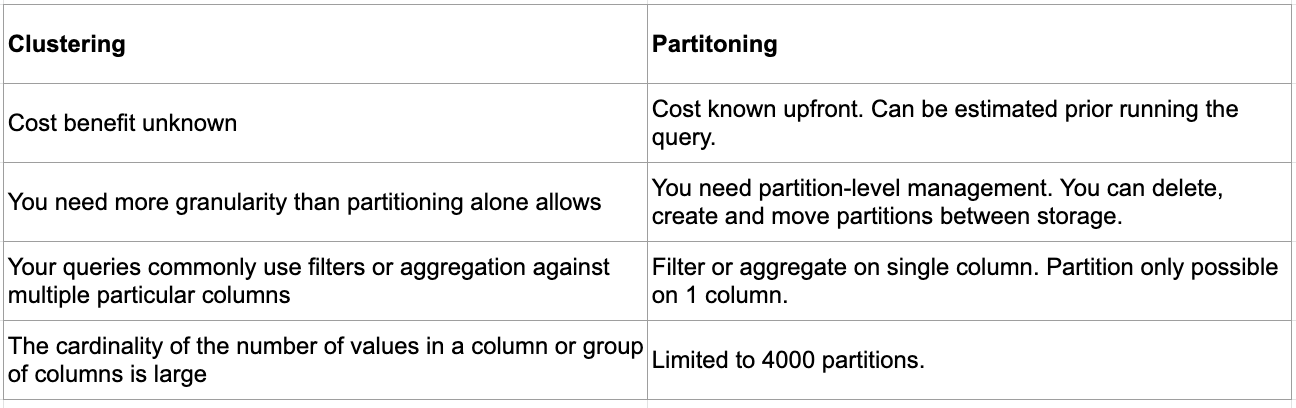 Clustering
Partitoning
Cost benefit unknown
Cost known upfront. Can be estimated prior running the
query.
You need more granularity than partitioning alone allows
You need partition-level management. You can delete,
create and move partitions between storage.
Your queries commonly use filters or aggregation against
multiple particular columns
Filter or aggregate on single column. Partition only possible
on 1 column.
The cardinality of the number of values in a column or group
of columns is large
Limited to 4000 partitions.